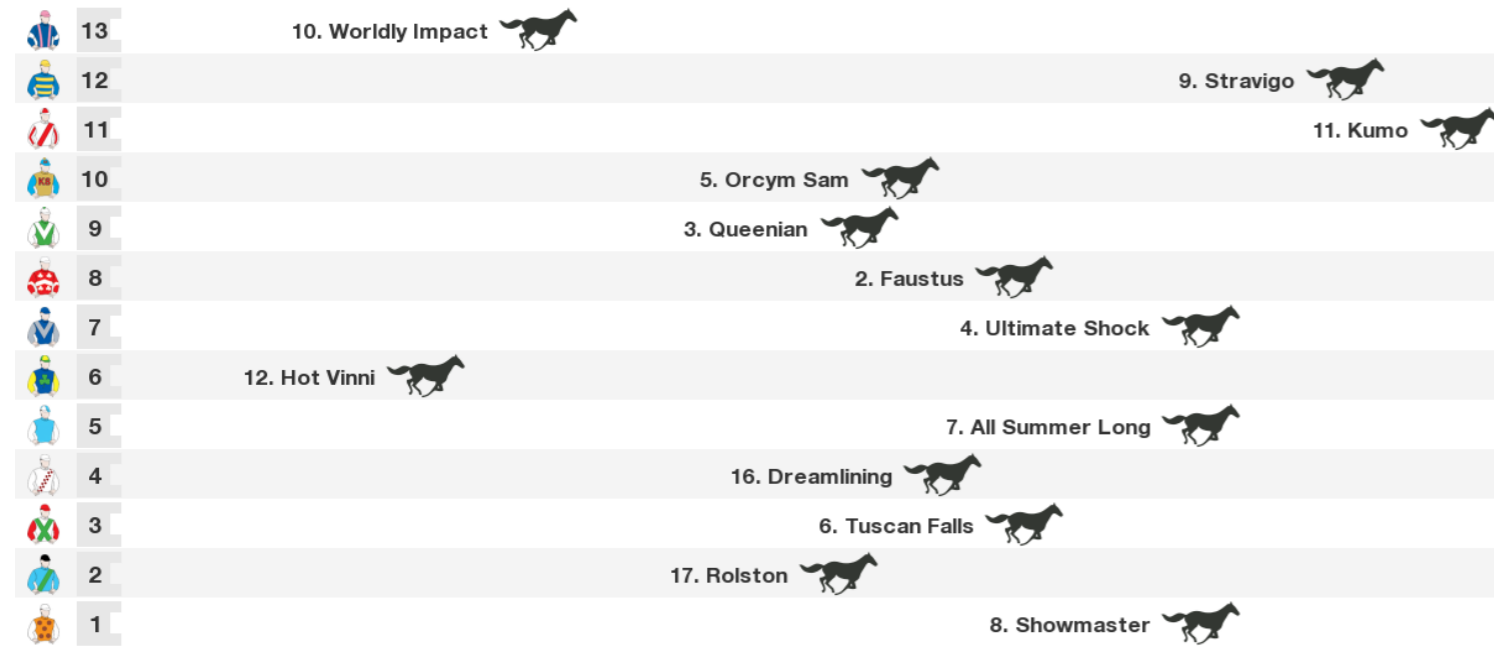 13 10. Worldly Impact
12 9. Stravigo
11 11. Kumo
KS 10 5. Orcym Sam
9 3. Queenian
8 2. Faustus
7 4. Ultimate Shock
6 12. Hot Vinni
5 7. All Summer Long
4 16. Dreamlining
3 6. Tuscan Falls
2 17. Rolston
1 8. Showmaster